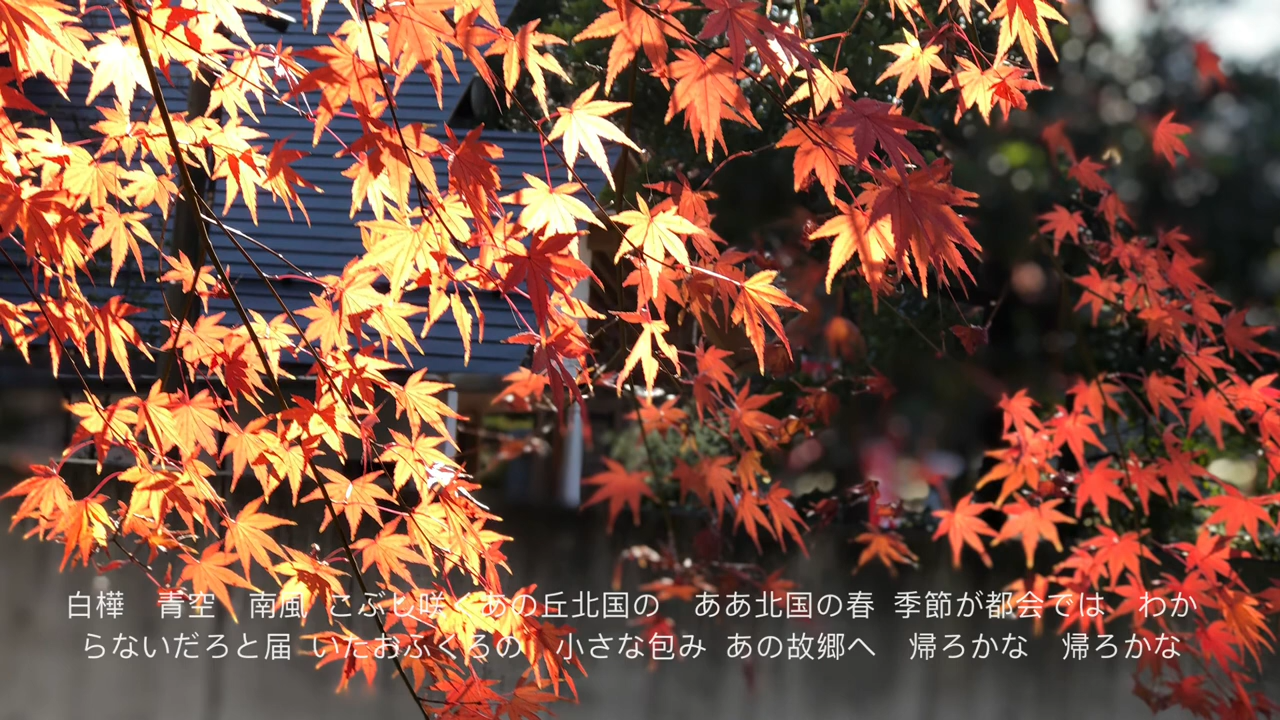 白樺　青空　南風 こぶし咲くあの丘北国の　ああ北国の春 季節が都会では　わか
らないだろと届 いたおふくろの　小さな包み あの故郷へ　帰ろかな　帰ろかな